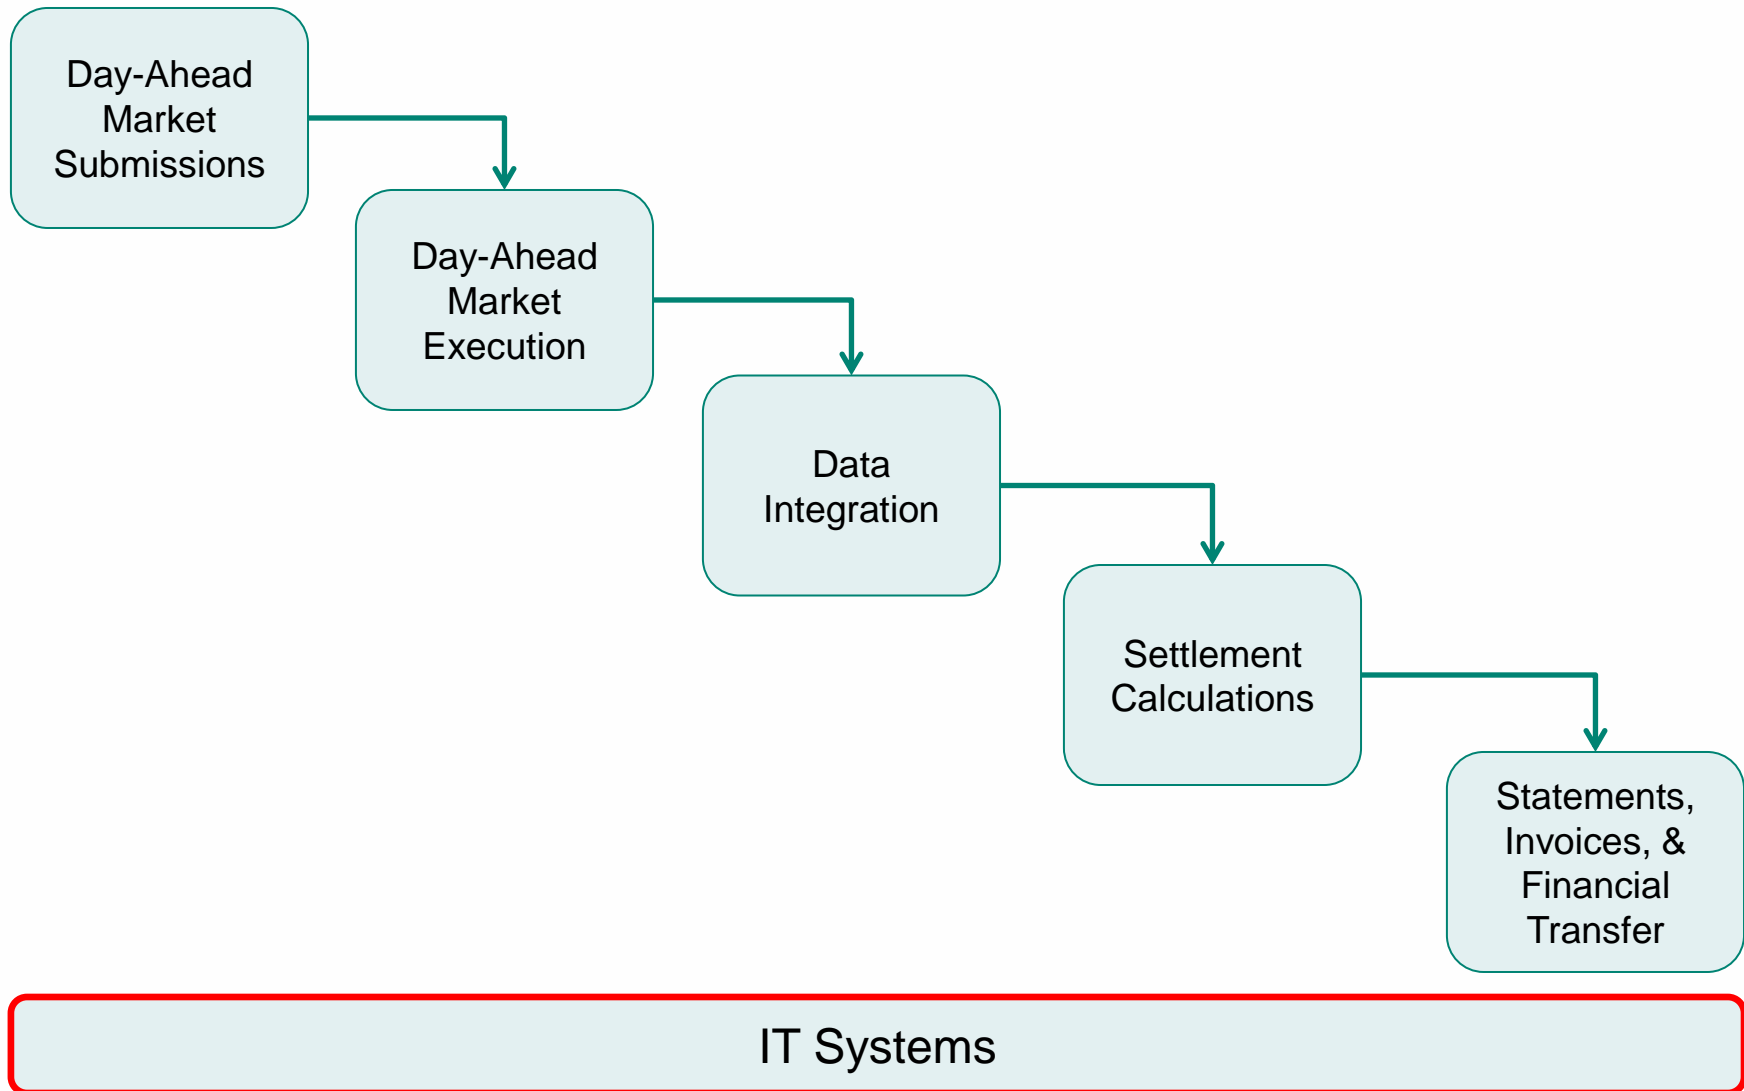 Day-Ahead
Market
Submissions
Day-Ahead
Market
Execution
Data
Integration
Settlement
Calculations
Statements,
Invoices, &
Financial
Transfer
IT Systems